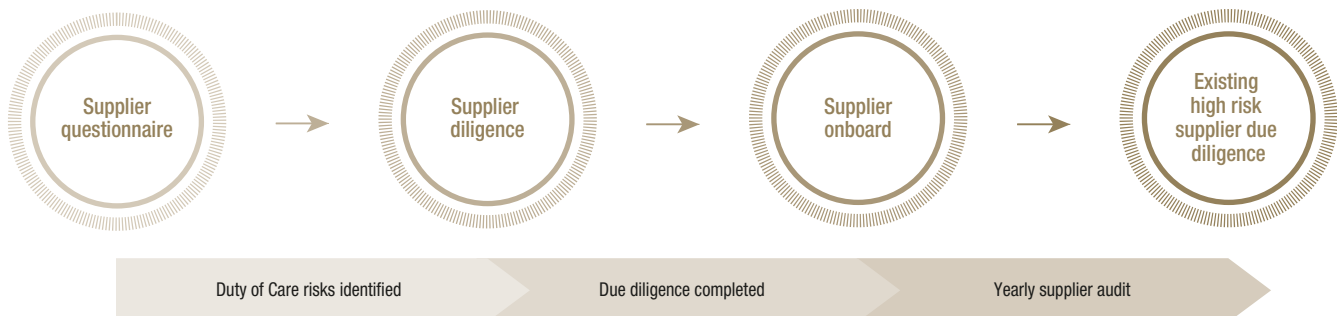 Supplier
questionnaire
Supplier
diligence
Supplier
onboard
Existing
high risk
supplier due
diligence
Duty of Care risks identified
Due diligence completed
Yearly supplier audit